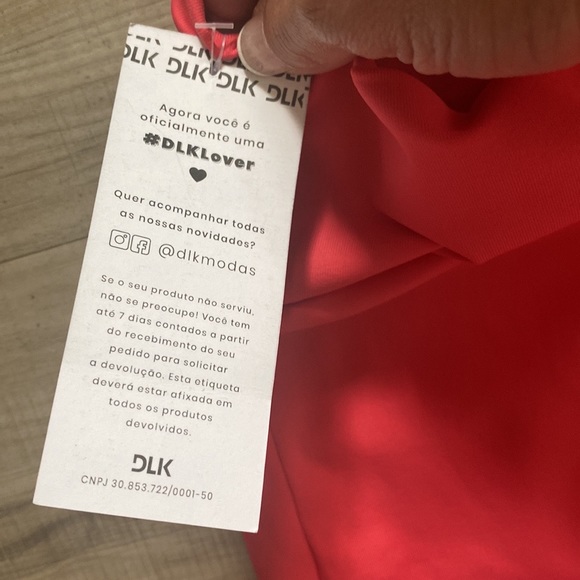 DLK DLK DLK DLK
Agora você é
oficialmente uma
#DLKLover
Quer acompanhar todas
as nossas novidades?
@dlkmodas
Se o seu produto não serviu,
não se preocupe! Você tem
até 7 dias contados a partir
do recebimento do seu
pedido para solicitar
a devolução. Esta etiqueta
deverá estar afixada em
todos os produtos
devolvidos.
DLK
CNPJ 30.853.722/0001-50